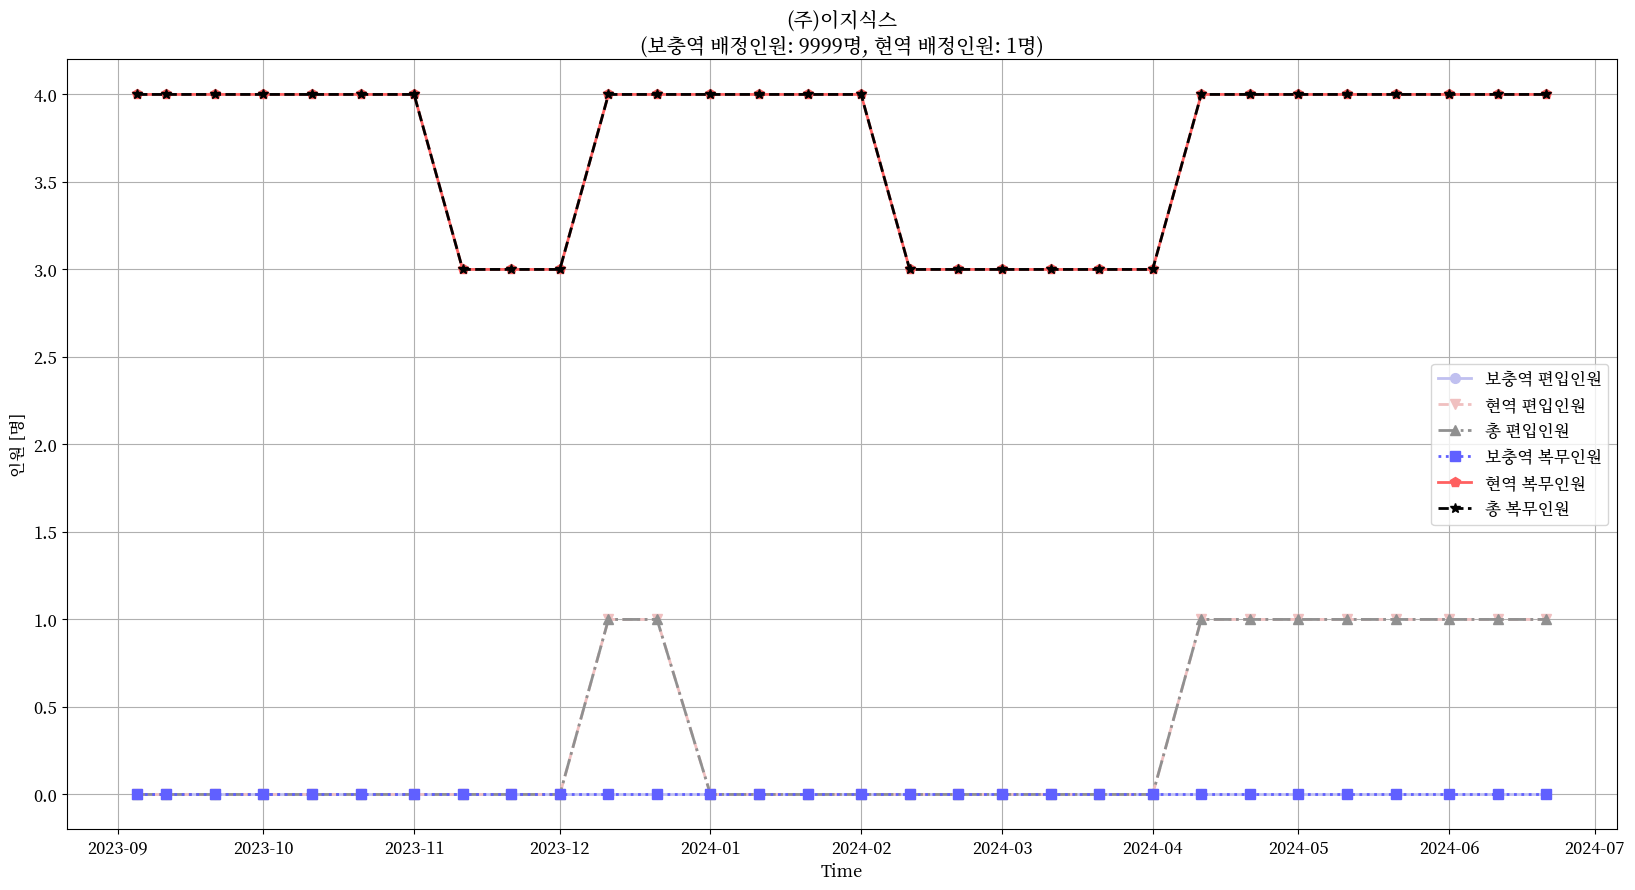 (주)이지식스
(보충역 배정인원: 9999명, 현역 배정인원: 1명)
4.0
3.5
3.0
2.5
2.0
1.5
1.0
0.5
0.0
인원 [명]
보충역 편입인원
현역 편입인원
총 편입인원
보충역 복무인원
현역 복무인원
총 복무인원
2023-09 2023-10 2023-11 2023-12 2024-01 2024-02 2024-03 2024-04 2024-05 2024-06 2024-07
Time